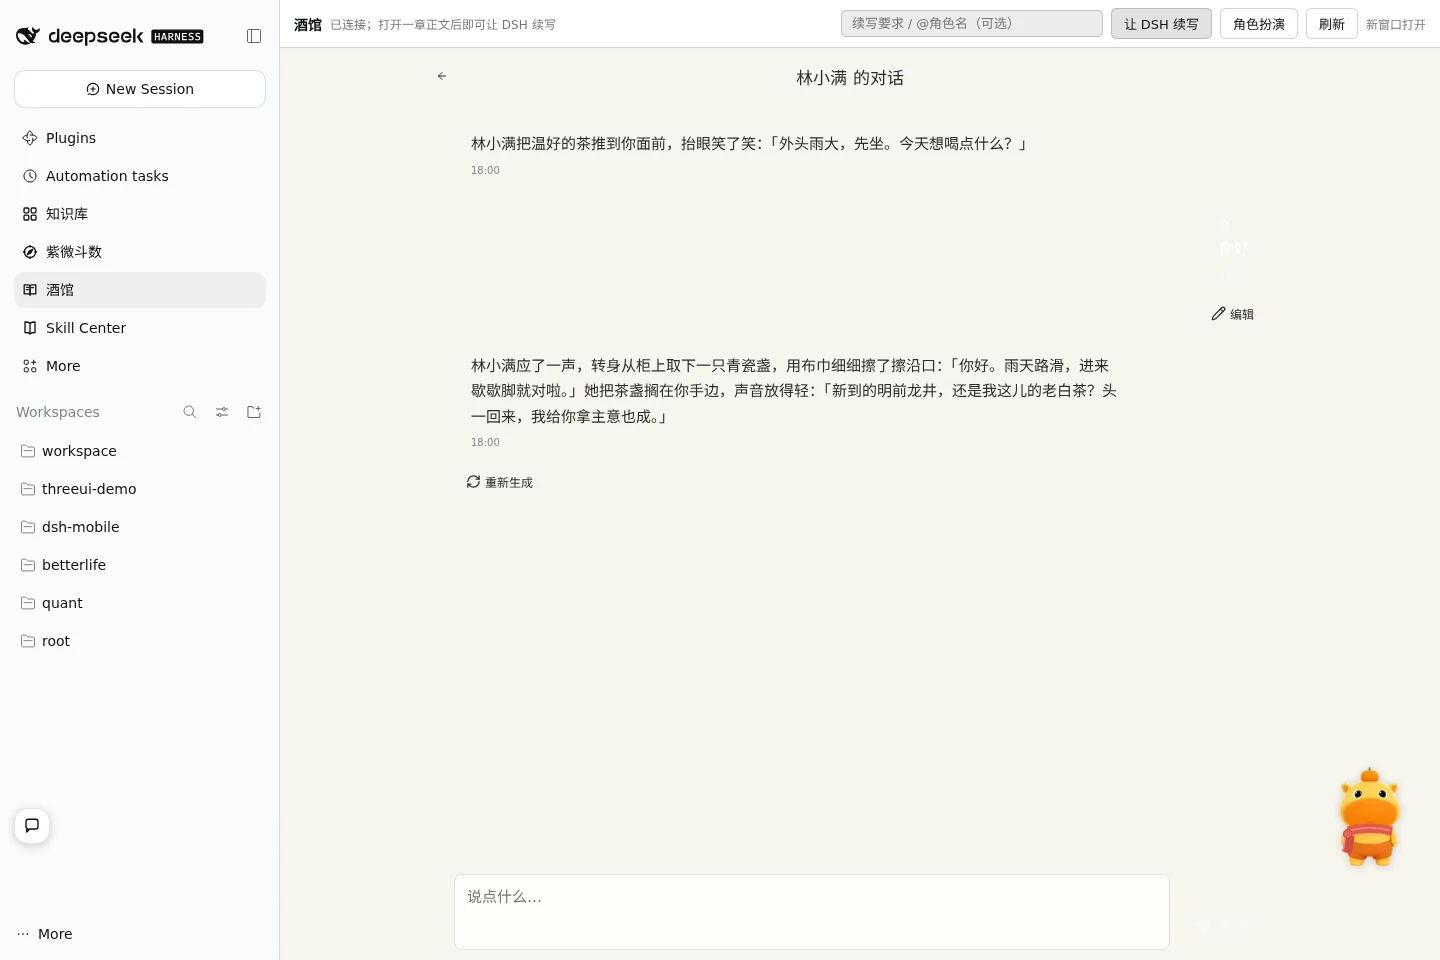 deepseek HARNESS
New Session
Plugins
Automation tasks
知识库
紫微斗数
酒馆
Skill Center
More
Workspaces
workspace
threeui-demo
dsh-mobile
betterlife
quant
root
More
酒馆 已连接；打开一章正文后即可让 DSH 续写
续写要求 / @角色名（可选）
让 DSH 续写
角色扮演
刷新
新窗口打开
林小满 的对话
林小满把温好的茶推到你面前，抬眼笑了笑：「外头雨大，先坐。今天想喝点什么？」
18:00
你好
编辑
林小满应了一声，转身从柜上取下一只青瓷盏，用布巾细细擦了擦沿口：「你好。雨天路滑，进来
歇歇脚就对啦。」她把茶盏搁在你手边，声音放得轻：「新到的明前龙井，还是我这儿的老白茶？头
一回来，我给你拿主意也成。」
18:00
重新生成
说点什么...